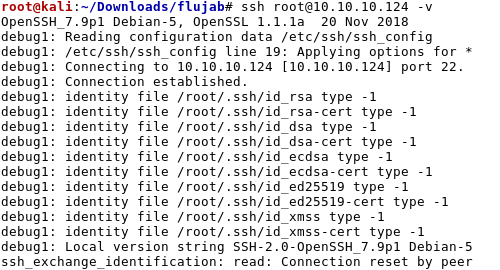 root@kali:~/Downloads/flujab# ssh root@10.10.10.124 -v
OpenSSH_7.9p1 Debian-5, OpenSSL 1.1.1a  20 Nov 2018
debug1: Reading configuration data /etc/ssh/ssh_config
debug1: /etc/ssh/ssh_config line 19: Applying options for *
debug1: Connecting to 10.10.10.124 [10.10.10.124] port 22.
debug1: Connection established.
debug1: identity file /root/.ssh/id_rsa type -1
debug1: identity file /root/.ssh/id_rsa-cert type -1
debug1: identity file /root/.ssh/id_dsa type -1
debug1: identity file /root/.ssh/id_dsa-cert type -1
debug1: identity file /root/.ssh/id_ecdsa type -1
debug1: identity file /root/.ssh/id_ecdsa-cert type -1
debug1: identity file /root/.ssh/id_ed25519 type -1
debug1: identity file /root/.ssh/id_ed25519-cert type -1
debug1: identity file /root/.ssh/id_xmss type -1
debug1: identity file /root/.ssh/id_xmss-cert type -1
debug1: Local version string SSH-2.0-OpenSSH_7.9p1 Debian-5
ssh_exchange_identification: read: Connection reset by peer